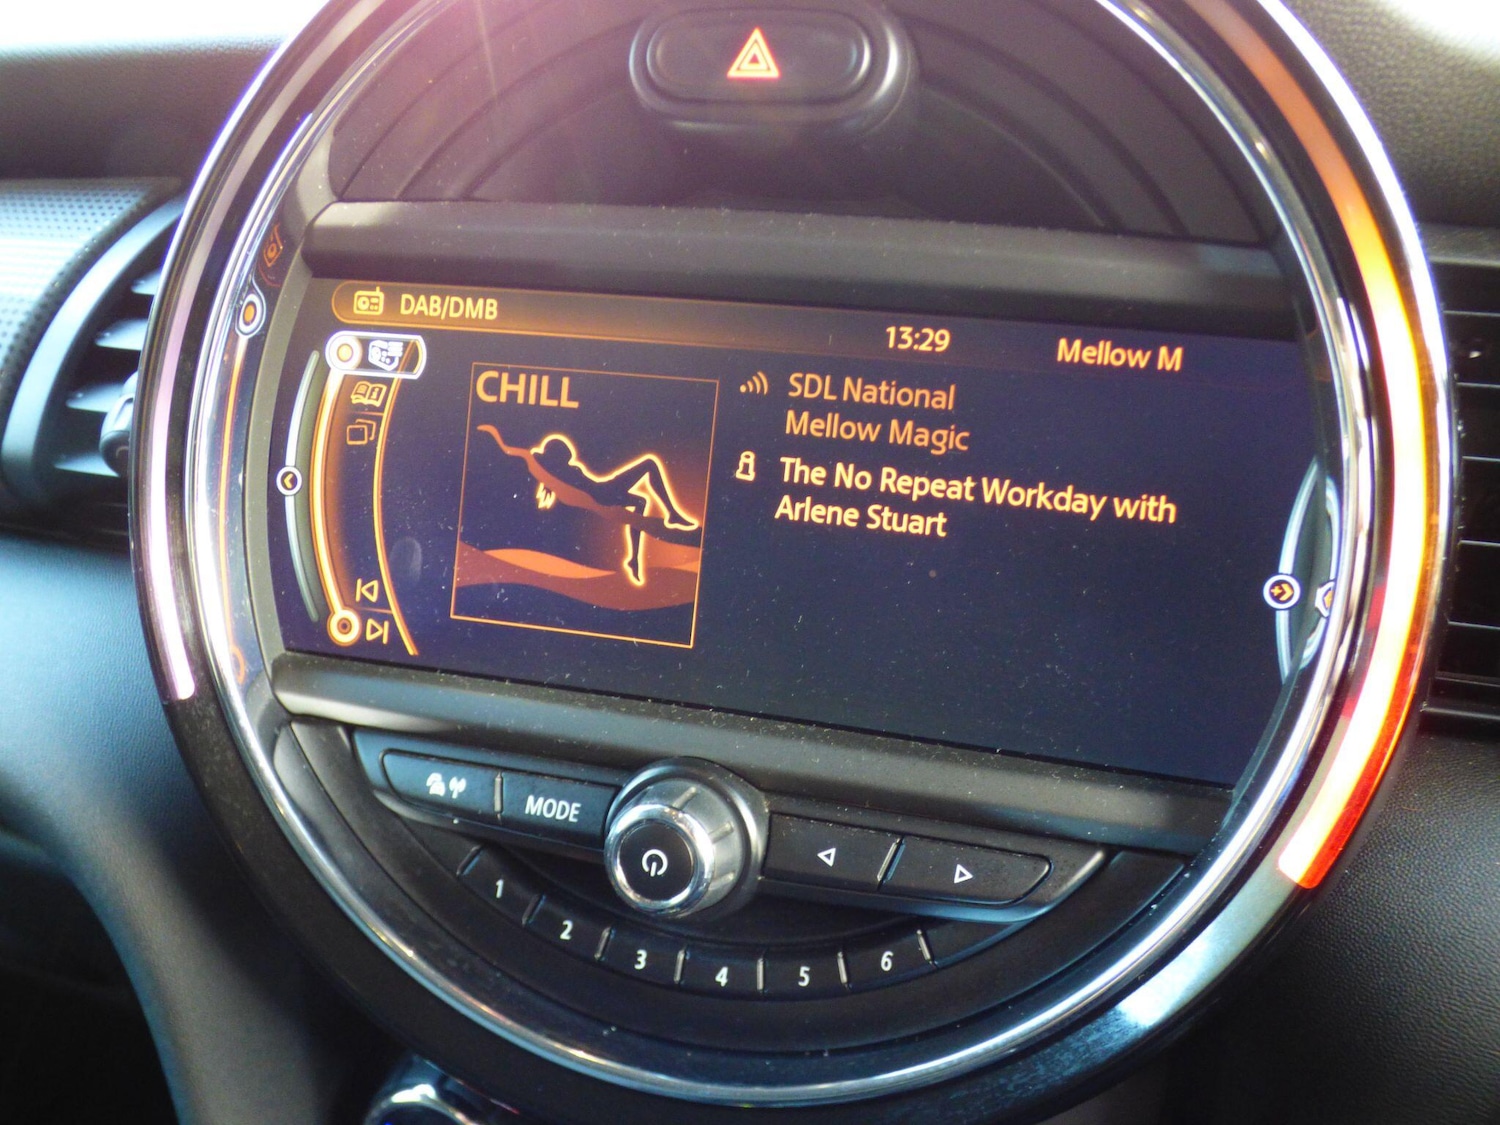 DAB/DMB
13:29
Mellow M
CHILL
SDL National
Mellow Magic
The No Repeat Workday with
Arlene Stuart
MODE
1
2
3
4
5
6